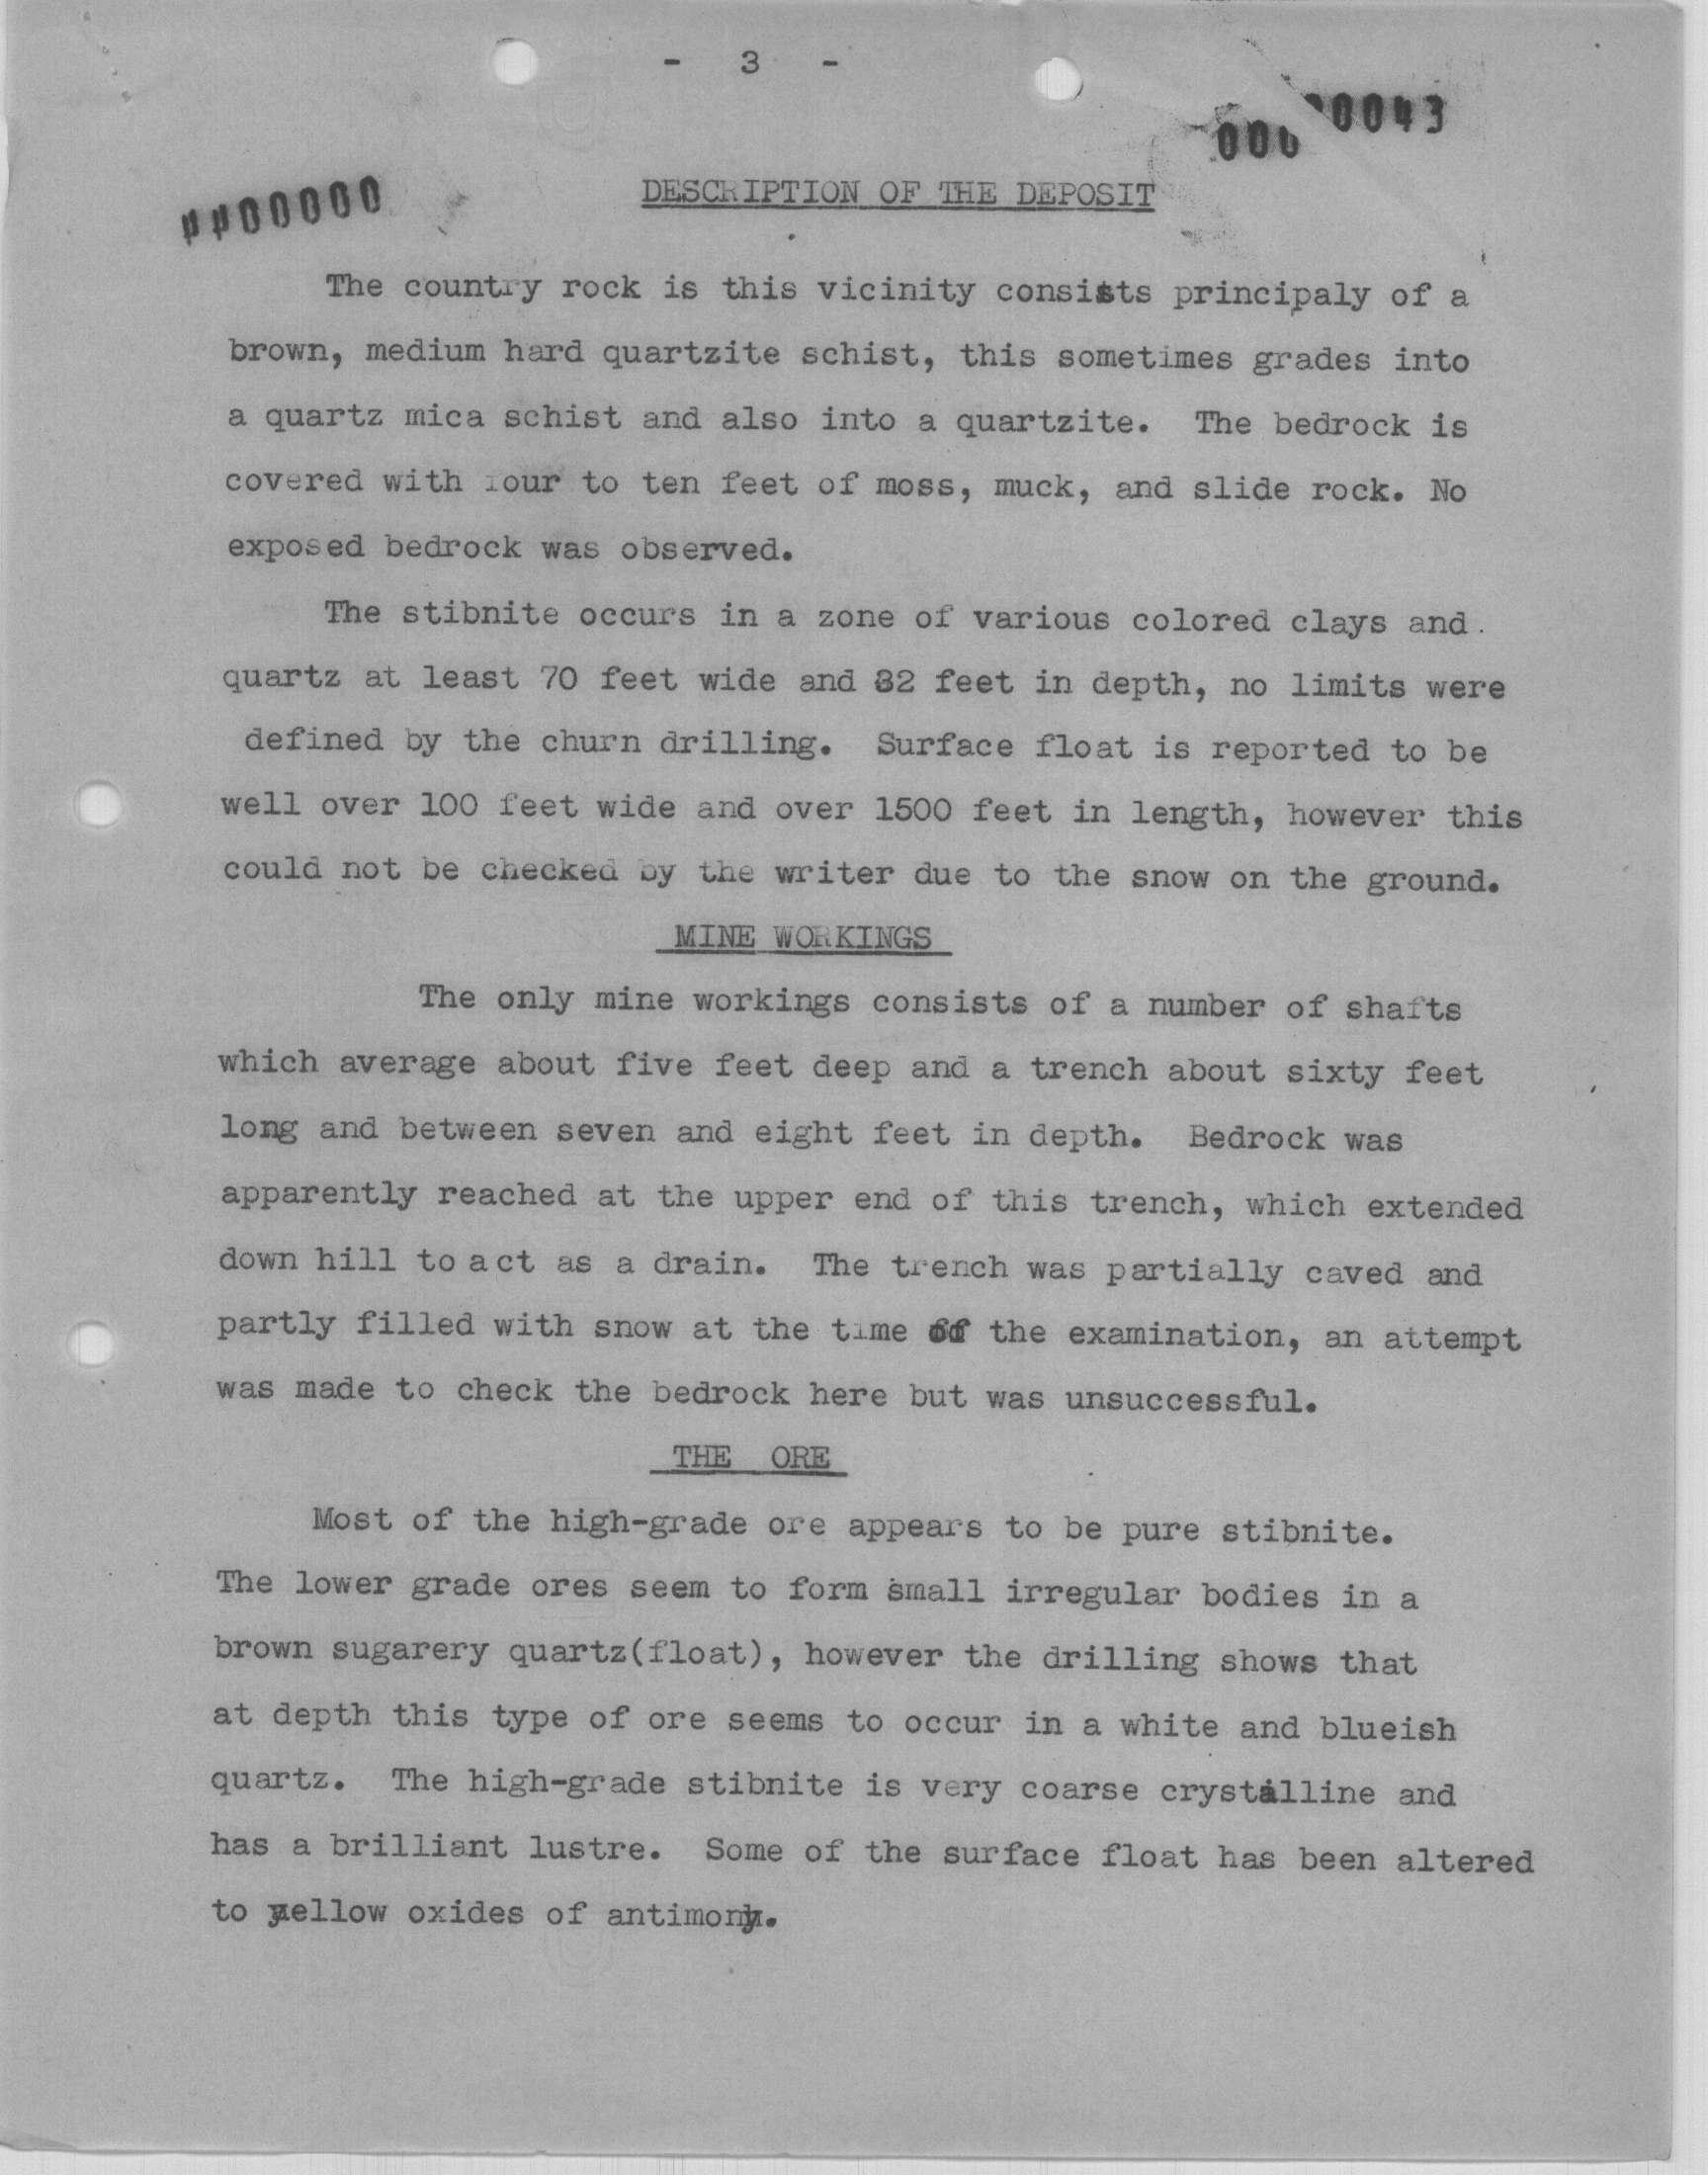 - 3 -
0000043
0000000
DESCRIPTION OF THE DEPOSIT
The country rock is this vicinity consists principaly of a
brown, medium hard quartzite schist, this sometimes grades into
a quartz mica schist and also into a quartzite. The bedrock is
covered with four to ten feet of moss, muck, and slide rock. No
exposed bedrock was observed.
The stibnite occurs in a zone of various colored clays and
quartz at least 70 feet wide and 32 feet in depth, no limits were
defined by the churn drilling. Surface float is reported to be
well over 100 feet wide and over 1500 feet in length, however this
could not be checked by the writer due to the snow on the ground.
MINE WORKINGS
The only mine workings consists of a number of shafts
which average about five feet deep and a trench about sixty feet
long and between seven and eight feet in depth. Bedrock was
apparently reached at the upper end of this trench, which extended
down hill to act as a drain. The trench was partially caved and
partly filled with snow at the time of the examination, an attempt
was made to check the bedrock here but was unsuccessful.
THE ORE
Most of the high-grade ore appears to be pure stibnite.
The lower grade ores seem to form small irregular bodies in a
brown sugarery quartz(float), however the drilling shows that
at depth this type of ore seems to occur in a white and blueish
quartz. The high-grade stibnite is very coarse crystalline and
has a brilliant lustre. Some of the surface float has been altered
to yellow oxides of antimony.